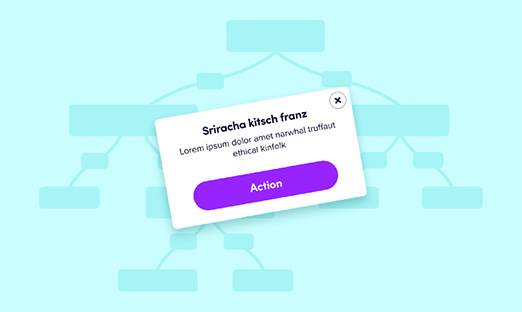 Sriracha kitsch franz
Lorem ipsum dolor amet narwhal truffaut
ethical kinfolk
Action